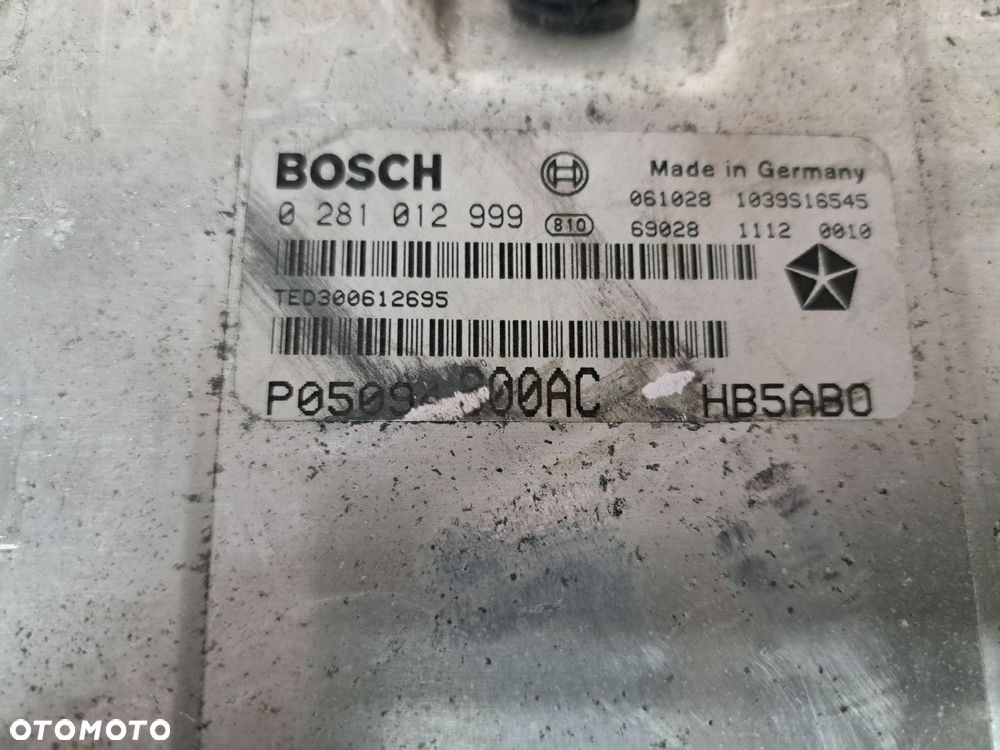 BOSCH
Made in Germany
061028 1039S16545
0 281 012 999
810
69028 1112 0010
TED300612695
HB5AB0
OTOMOTO